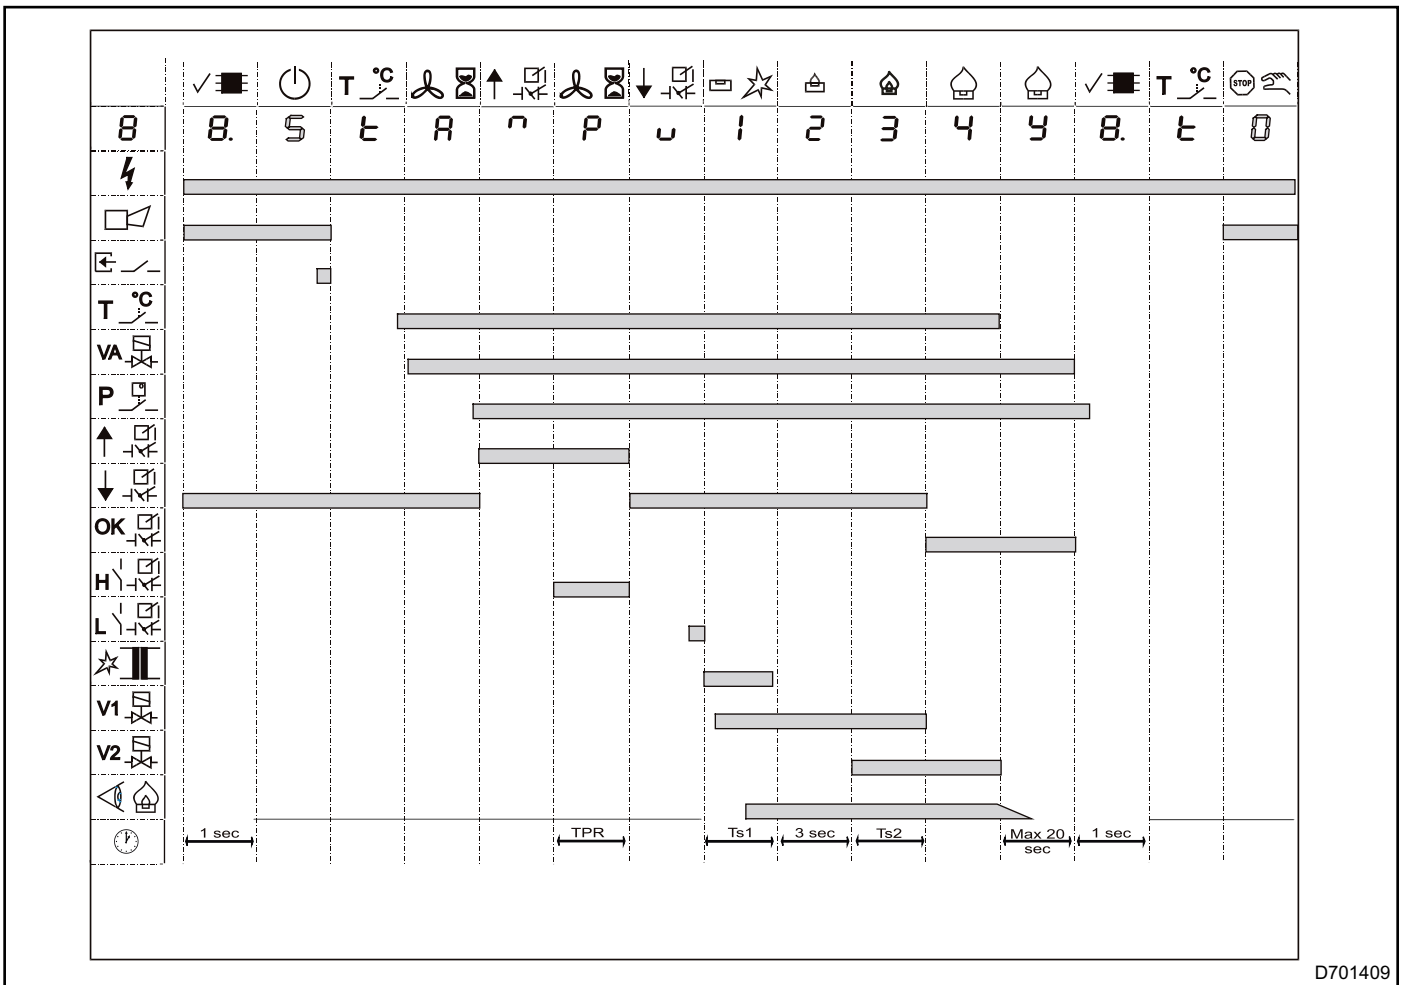 T °C T °C STOP
8 8. 5 t A n P u 1 2 3 4 y 8. t 0
T °C
VA
P
OK
H
L
V1
V2
1 sec TPR Ts1 3 sec Ts2 Max 20 sec 1 sec
D701409